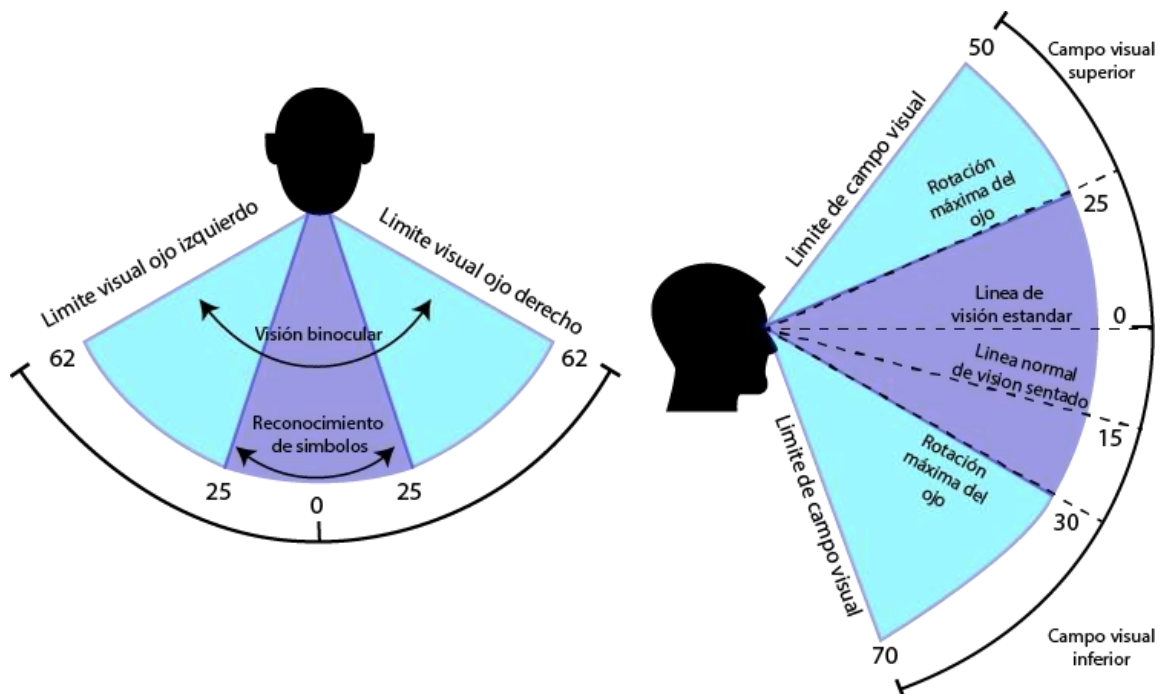 Limite visual ojo izquierdo
Limite visual ojo derecho
Visión binocular
62
62
Reconocimiento
de simbolos
25
25
0
50
Campo visual
superior
Limite de campo visual
Rotación
máxima del
ojo
25
Linea de
visión estandar
0
Linea normal
de vision sentado
15
Rotación
máxima del
ojo
30
Limite de campo visual
70
Campo visual
inferior